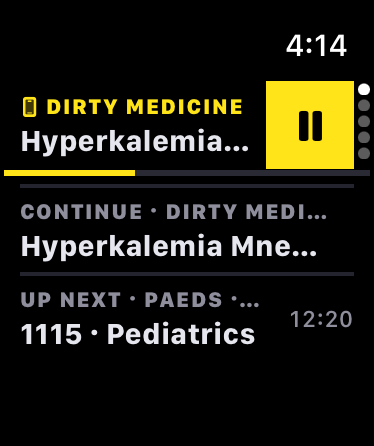 4:14
DIRTY MEDICINE
Hyperkalemia...
CONTINUE · DIRTY MEDI...
Hyperkalemia Mne...
UP NEXT · PAEDS ·...
12:20
1115 · Pediatrics